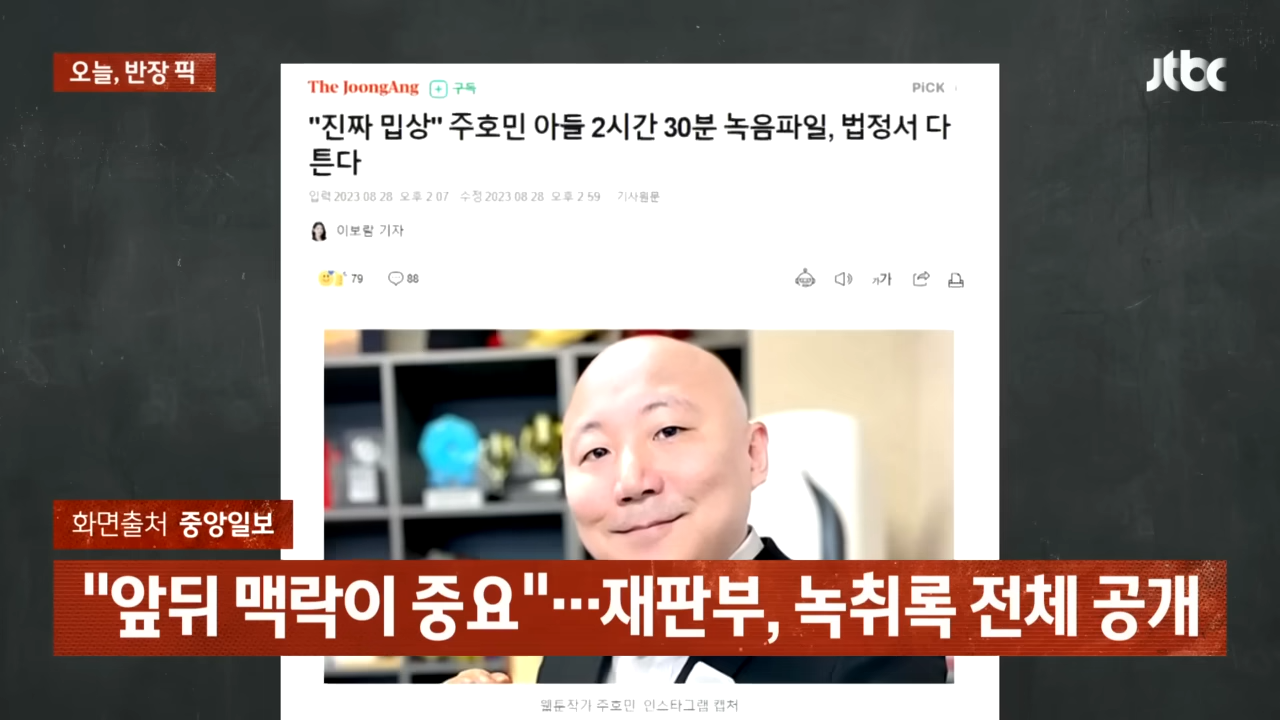 오늘, 반장 픽
jtbc
The JoongAng 구독
PiCK
"진짜 밉상" 주호민 아들 2시간 30분 녹음파일, 법정서 다
튼다
입력 2023 08 28 오후 2 07 수정 2023 08 28 오후 2 59 기사원문
이보람 기자
79 88
가가
화면출처 중앙일보
"앞뒤 맥락이 중요"…재판부, 녹취록 전체 공개
웹툰작가 주호민 인스타그램 캡처